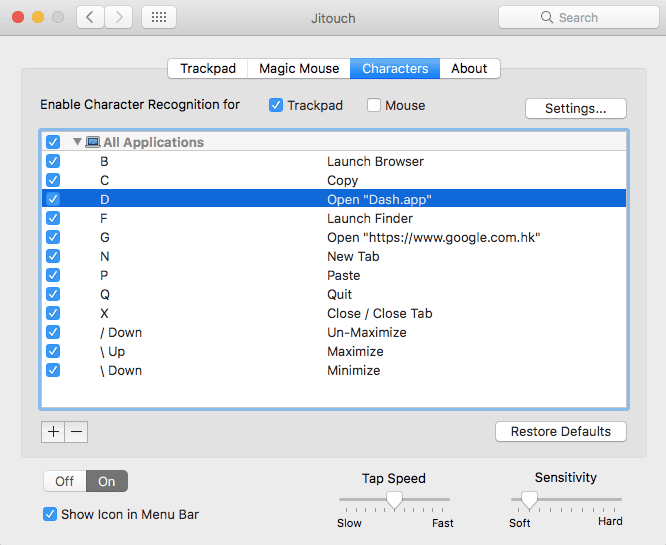 Jitouch
Search
Trackpad Magic Mouse Characters About
Enable Character Recognition for Trackpad Mouse
Settings...
All Applications
B Launch Browser
C Copy
D Open "Dash.app"
F Launch Finder
G Open "https://www.google.com.hk"
N New Tab
P Paste
Q Quit
X Close / Close Tab
/ Down Un-Maximize
\ Up Maximize
\ Down Minimize
+ −
Restore Defaults
Off On
Tap Speed Sensitivity
Slow Fast Soft Hard
Show Icon in Menu Bar